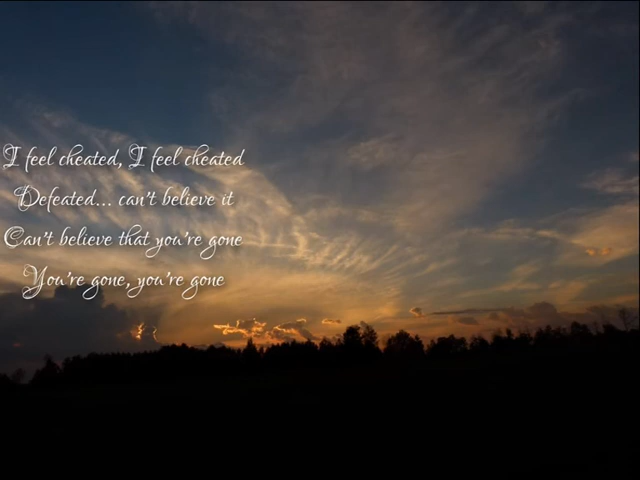 I feel cheated, I feel cheated
Defeated... can't believe it
Can't believe that you're gone
You're gone, you're gone